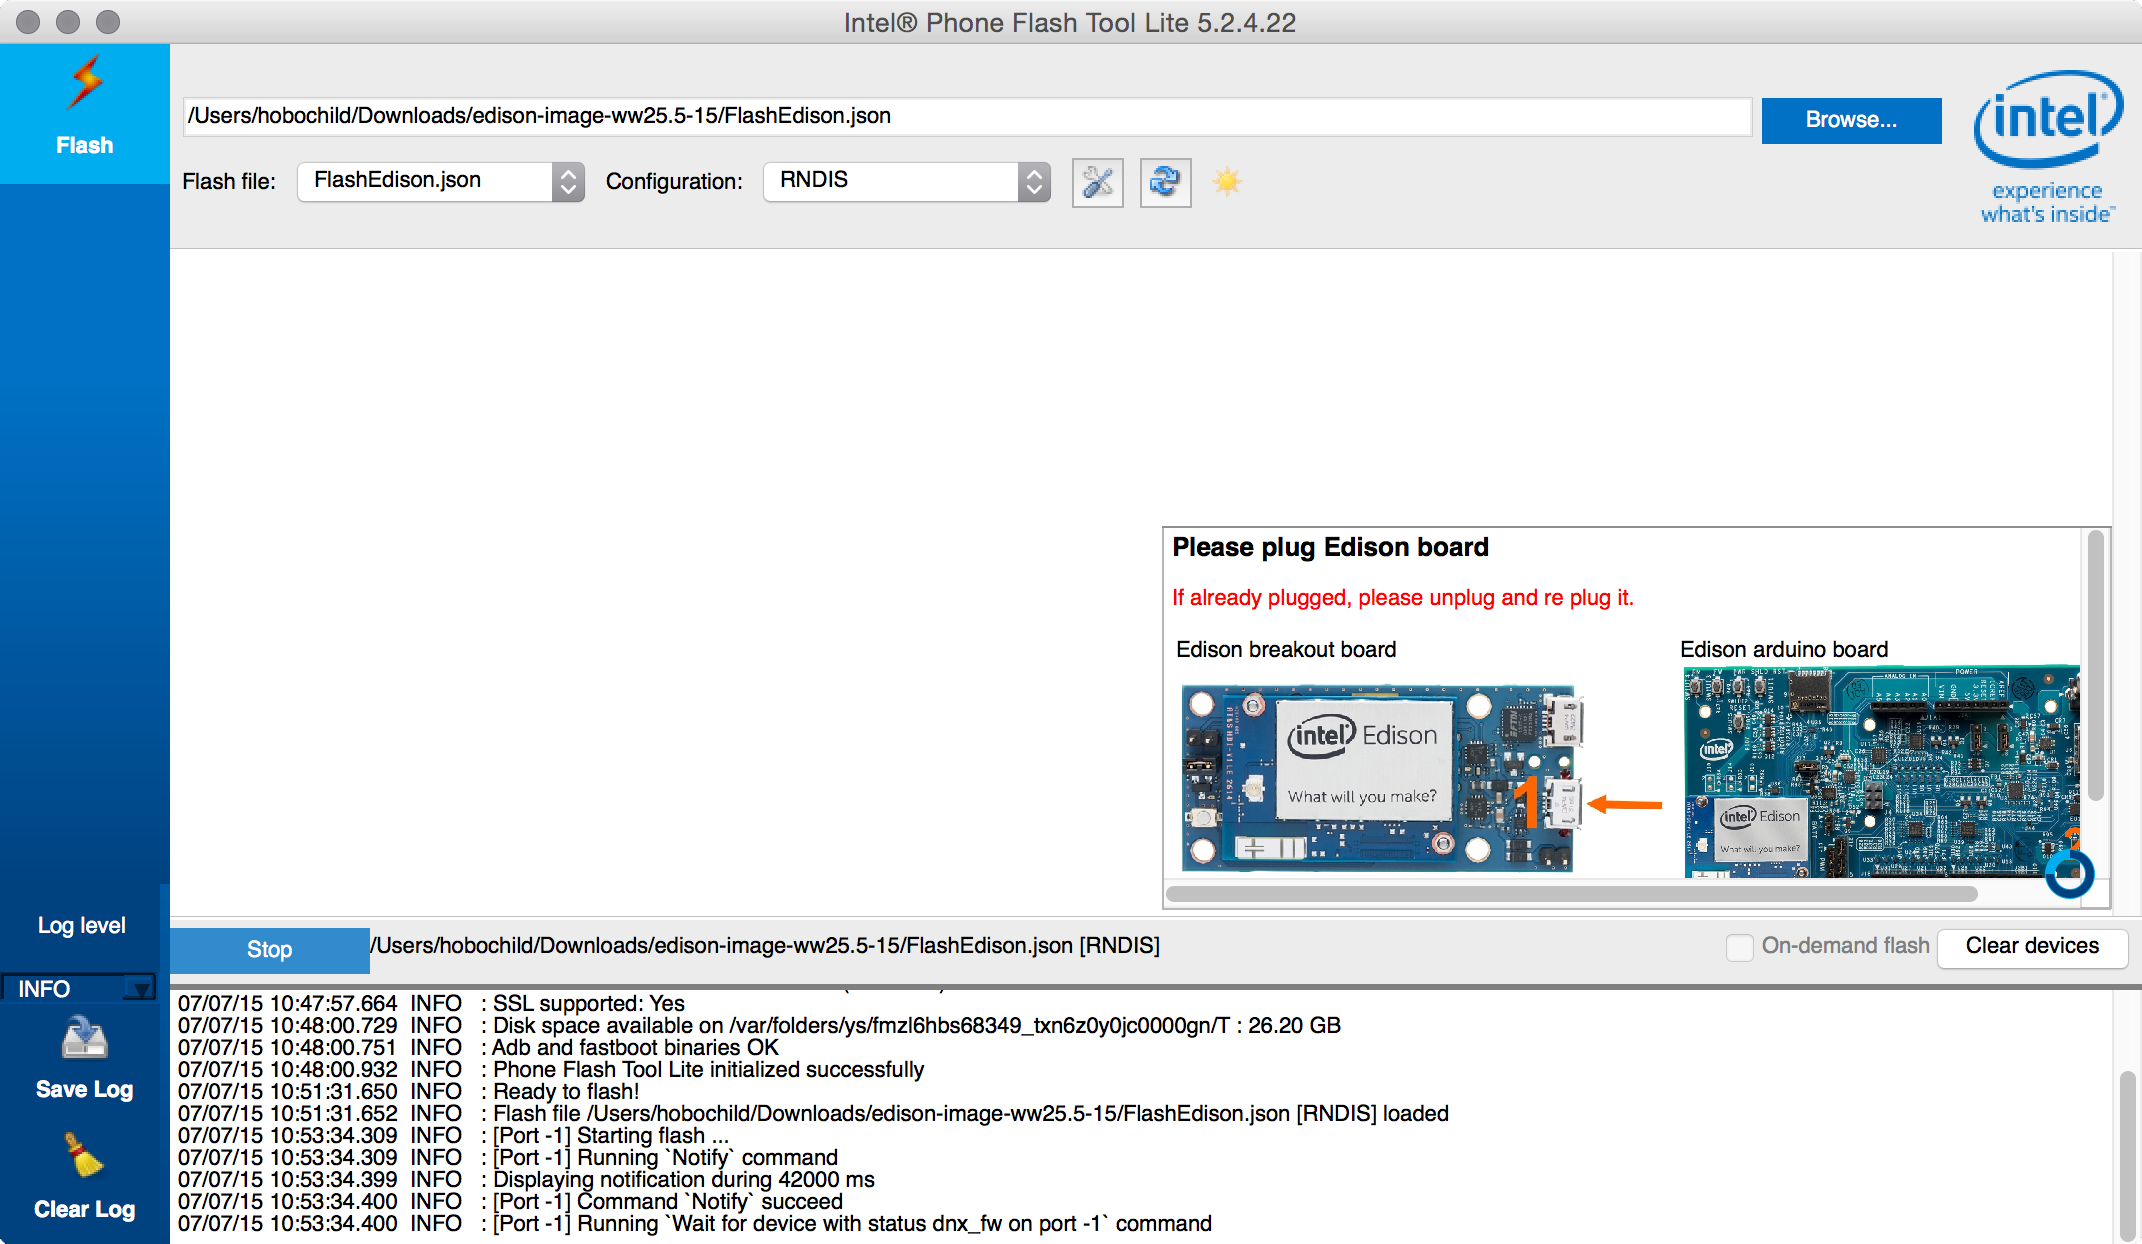 Intel® Phone Flash Tool Lite 5.2.4.22
Flash
/Users/hobochild/Downloads/edison-image-ww25.5-15/FlashEdison.json
Browse...
Flash file:
FlashEdison.json
Configuration:
RNDIS
intel
experience
what's inside™
Please plug Edison board
If already plugged, please unplug and re plug it.
Edison breakout board
Edison arduino board
intel Edison
What will you make?
1
intel
intel Edison
What will you make?
Log level
INFO
Save Log
Clear Log
Stop
/Users/hobochild/Downloads/edison-image-ww25.5-15/FlashEdison.json [RNDIS]
On-demand flash
Clear devices
07/07/15 10:47:57.664 INFO : SSL supported: Yes
07/07/15 10:48:00.729 INFO : Disk space available on /var/folders/ys/fmzl6hbs68349_txn6z0y0jc0000gn/T : 26.20 GB
07/07/15 10:48:00.751 INFO : Adb and fastboot binaries OK
07/07/15 10:48:00.932 INFO : Phone Flash Tool Lite initialized successfully
07/07/15 10:51:31.650 INFO : Ready to flash!
07/07/15 10:51:31.652 INFO : Flash file /Users/hobochild/Downloads/edison-image-ww25.5-15/FlashEdison.json [RNDIS] loaded
07/07/15 10:53:34.309 INFO : [Port -1] Starting flash ...
07/07/15 10:53:34.309 INFO : [Port -1] Running `Notify` command
07/07/15 10:53:34.399 INFO : Displaying notification during 42000 ms
07/07/15 10:53:34.400 INFO : [Port -1] Command `Notify` succeed
07/07/15 10:53:34.400 INFO : [Port -1] Running `Wait for device with status dnx_fw on port -1` command